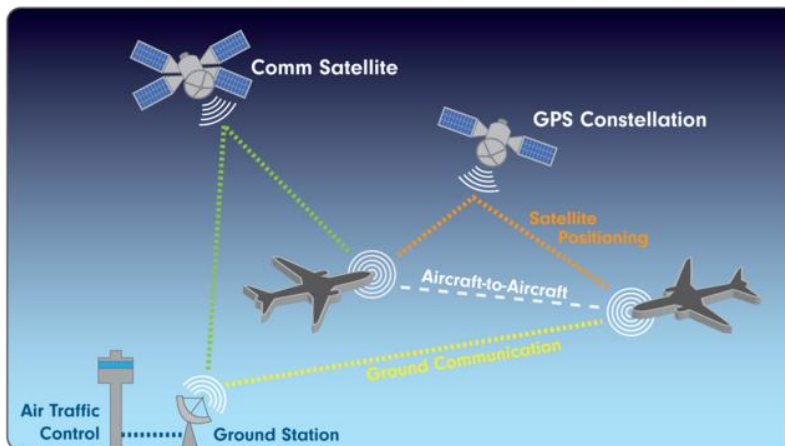 Comm Satellite
GPS Constellation
Satellite
Positioning
Aircraft-to-Aircraft
Ground Communication
Air Traffic
Control
Ground Station